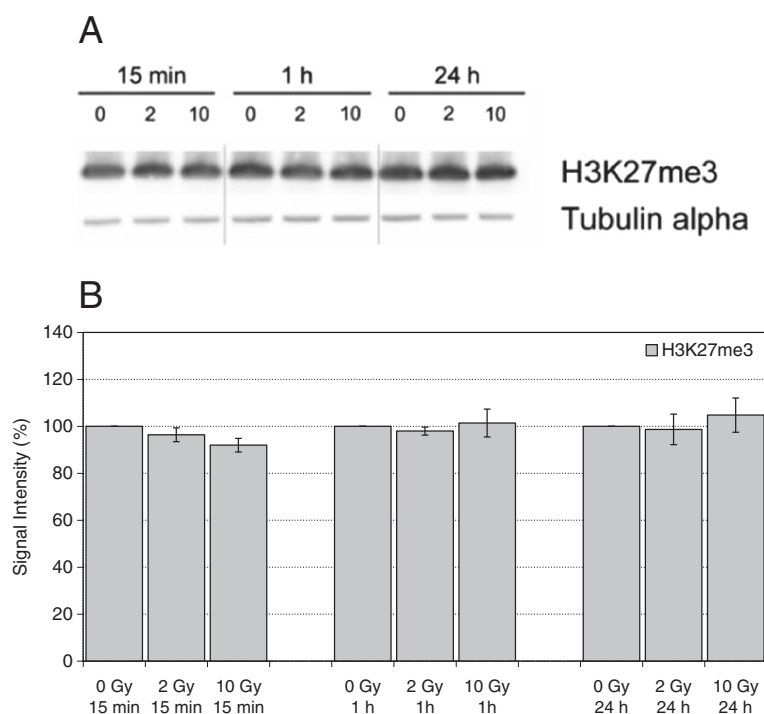 A
15 min 1 h 24 h
0 2 10 0 2 10 0 2 10
H3K27me3
Tubulin alpha
B
140
120
100
80
60
40
20
0
Signal Intensity (%)
H3K27me3
0 Gy 2 Gy 10 Gy 0 Gy 2 Gy 10 Gy 0 Gy 2 Gy 10 Gy
15 min 15 min 15 min 1 h 1h 1h 24 h 24 h 24 h